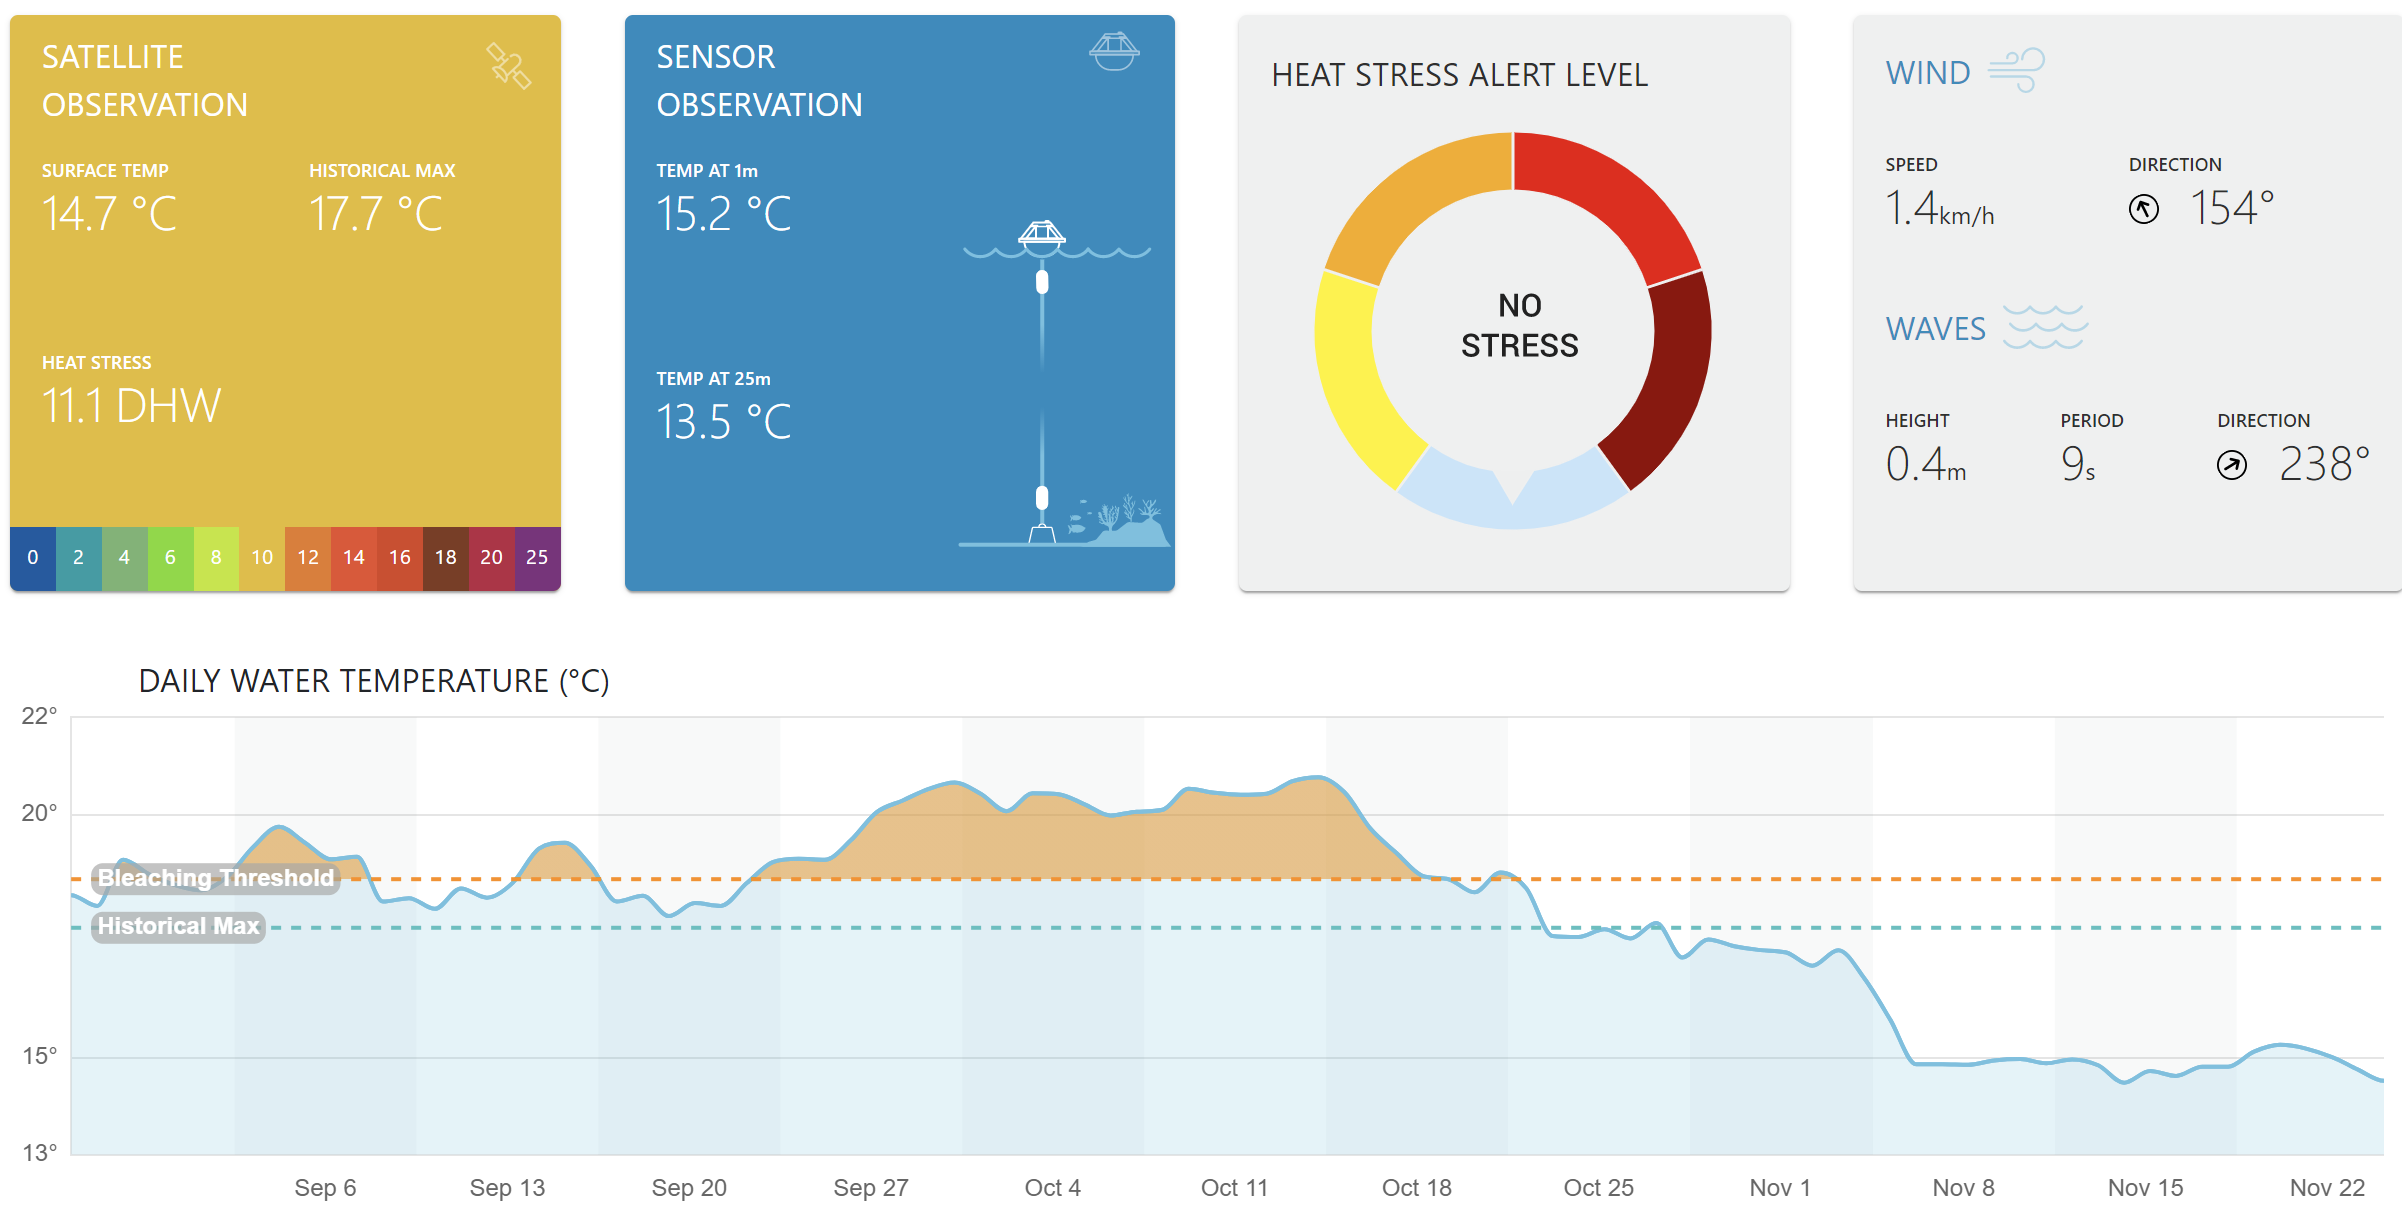 SATELLITE
OBSERVATION
SURFACE TEMP
14.7 °C
HISTORICAL MAX
17.7 °C
HEAT STRESS
11.1 DHW
0 2 4 6 8 10 12 14 16 18 20 25
SENSOR
OBSERVATION
TEMP AT 1m
15.2 °C
TEMP AT 25m
13.5 °C
HEAT STRESS ALERT LEVEL
NO
STRESS
WIND
SPEED
1.4km/h
DIRECTION
154°
WAVES
HEIGHT
0.4m
PERIOD
9s
DIRECTION
238°
DAILY WATER TEMPERATURE (°C)
22°
20°
Bleaching Threshold
Historical Max
15°
13°
Sep 6 Sep 13 Sep 20 Sep 27 Oct 4 Oct 11 Oct 18 Oct 25 Nov 1 Nov 8 Nov 15 Nov 22